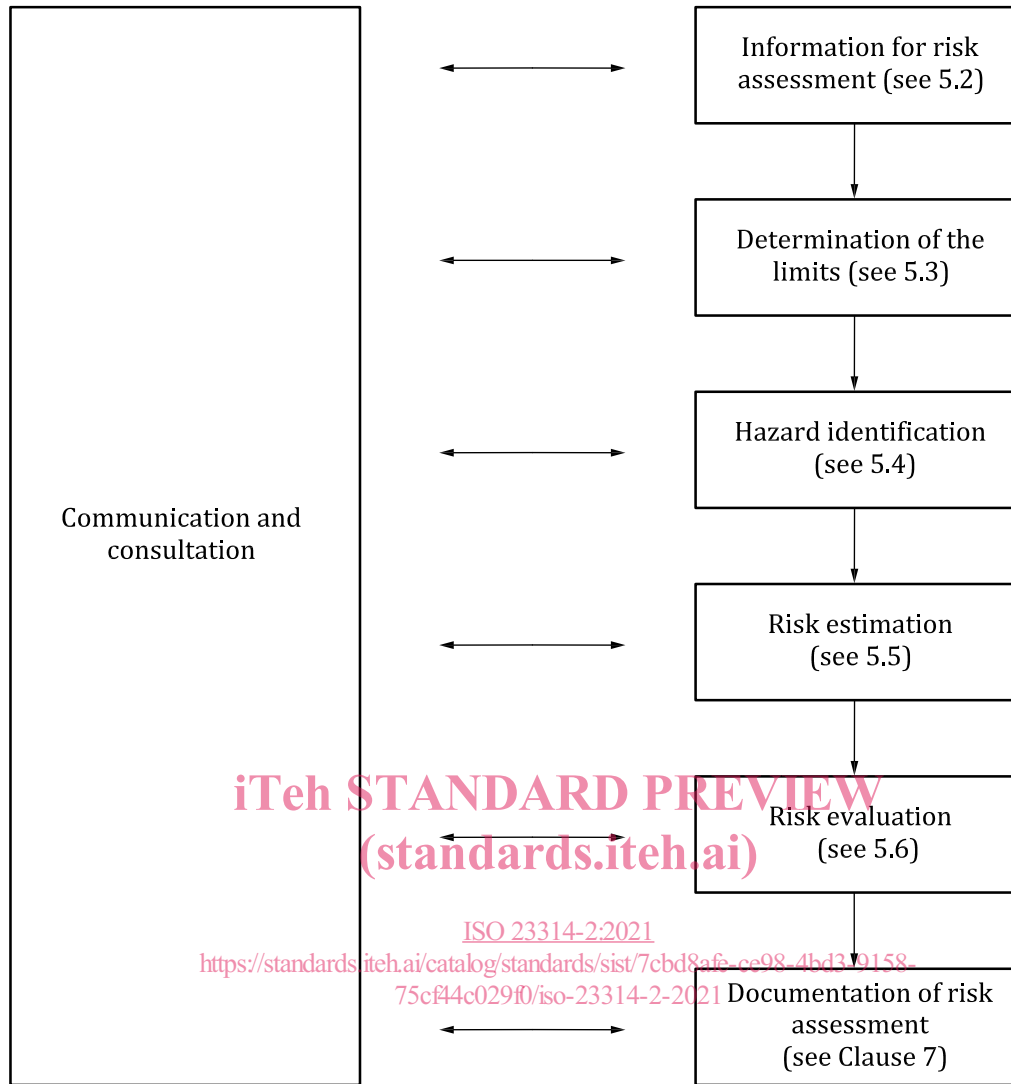 Information for risk
assessment (see 5.2)
Determination of the
limits (see 5.3)
Hazard identification
(see 5.4)
Communication and
consultation
Risk estimation
(see 5.5)
iTeh STANDARD PREVIEW
(standards.iteh.ai)
Risk evaluation
(see 5.6)
ISO 23314-2:2021
https://standards.iteh.ai/catalog/standards/sist/7cbd8afe-ce98-4bd3-9158-
75cf44c029f0/iso-23314-2-2021
Documentation of risk
assessment
(see Clause 7)